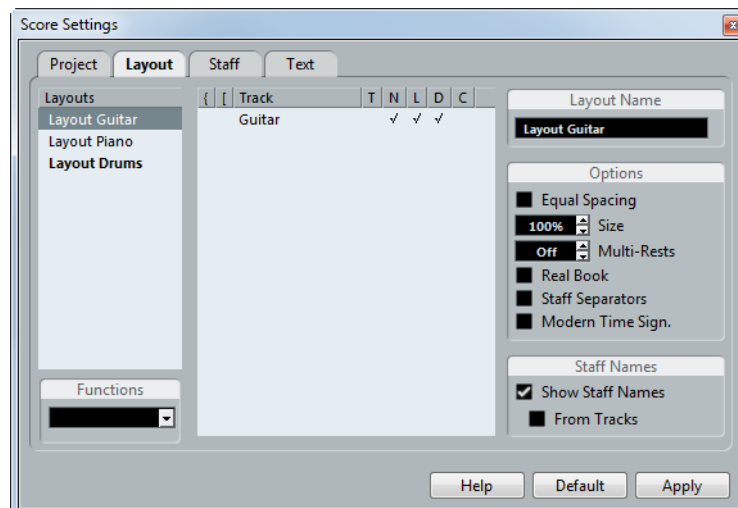 Score Settings
Project Layout Staff Text
Layouts
Layout Guitar
Layout Piano
Layout Drums
Functions
{ [ Track T N L D C
Guitar √ √ √
Layout Name
Layout Guitar
Options
Equal Spacing
100% Size
Off Multi-Rests
Real Book
Staff Separators
Modern Time Sign.
Staff Names
Show Staff Names
From Tracks
Help Default Apply